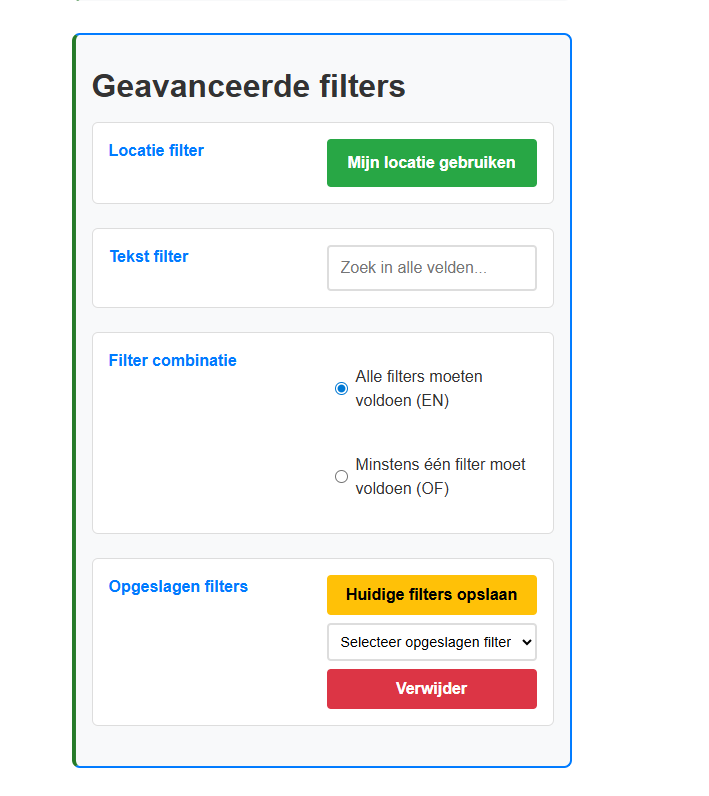 Geavanceerde filters
Locatie filter
Mijn locatie gebruiken
Tekst filter
Zoek in alle velden...
Filter combinatie
Alle filters moeten
voldoen (EN)
Minstens één filter moet
voldoen (OF)
Opgeslagen filters
Huidige filters opslaan
Selecteer opgeslagen filter
Verwijder